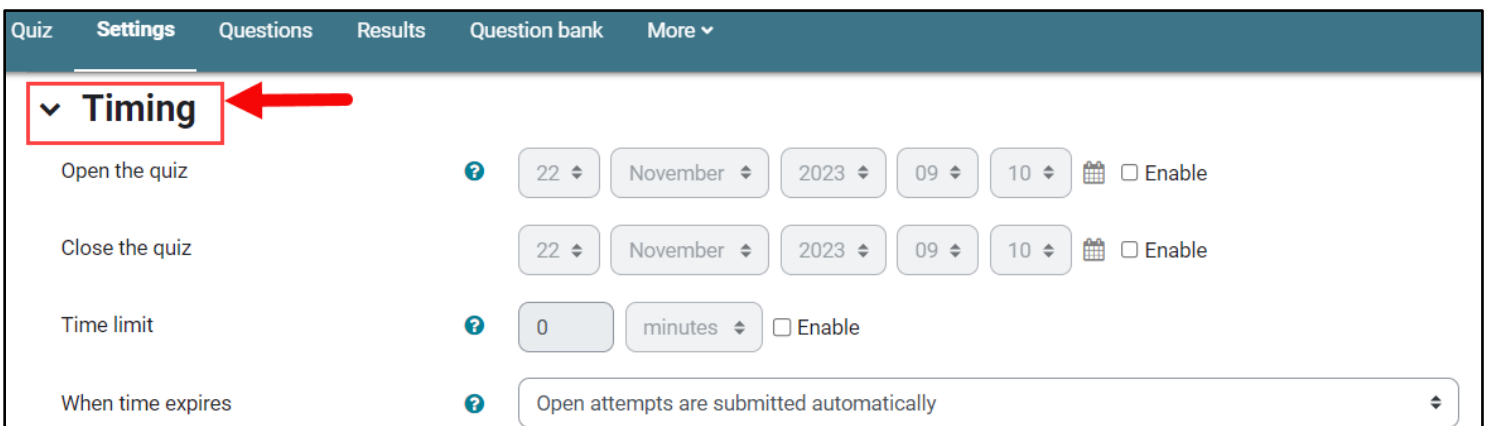 Quiz Settings Questions Results Question bank More
Timing
Open the quiz ? 22 November 2023 09 10 Enable
Close the quiz 22 November 2023 09 10 Enable
Time limit ? 0 minutes Enable
When time expires ? Open attempts are submitted automatically